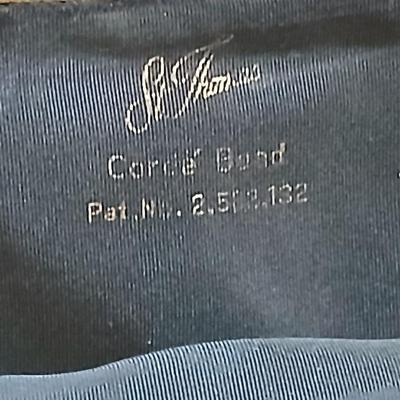 St. Thomas
Cordé Bond
Pat. No.